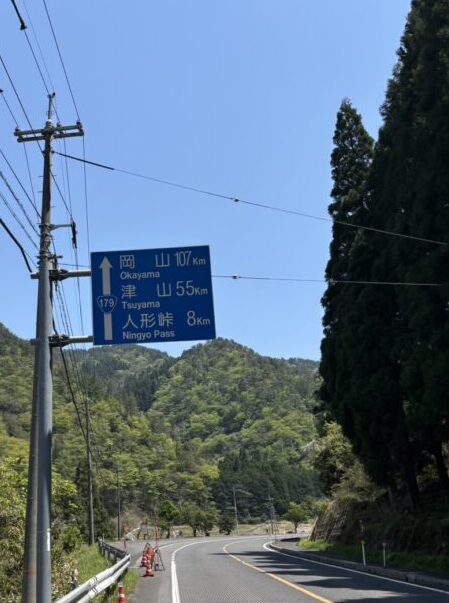 岡山 107Km
Okayama
津山 55Km
Tsuyama
179
人形峠 8Km
Ningyo Pass